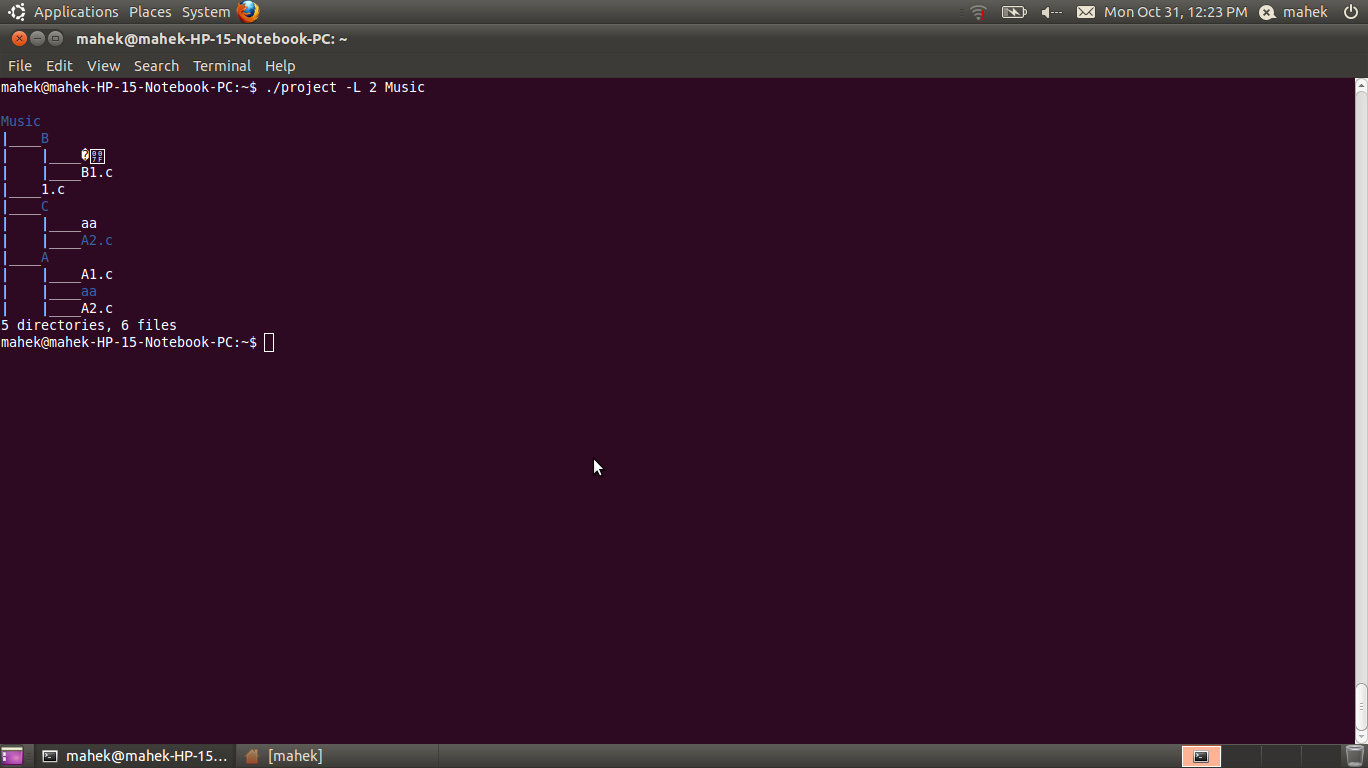 Applications Places System Mon Oct 31, 12:23 PM mahek
mahek@mahek-HP-15-Notebook-PC: ~
File Edit View Search Terminal Help
mahek@mahek-HP-15-Notebook-PC:~$ ./project -L 2 Music
Music
|____B
|    |____�
|    |____B1.c
|____1.c
|____C
|    |____aa
|    |____A2.c
|____A
|    |____A1.c
|    |____aa
|    |____A2.c
5 directories, 6 files
mahek@mahek-HP-15-Notebook-PC:~$
mahek@mahek-HP-15... [mahek]